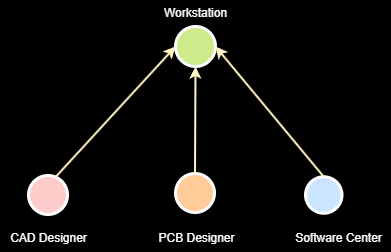 Workstation
CAD Designer
PCB Designer
Software Center